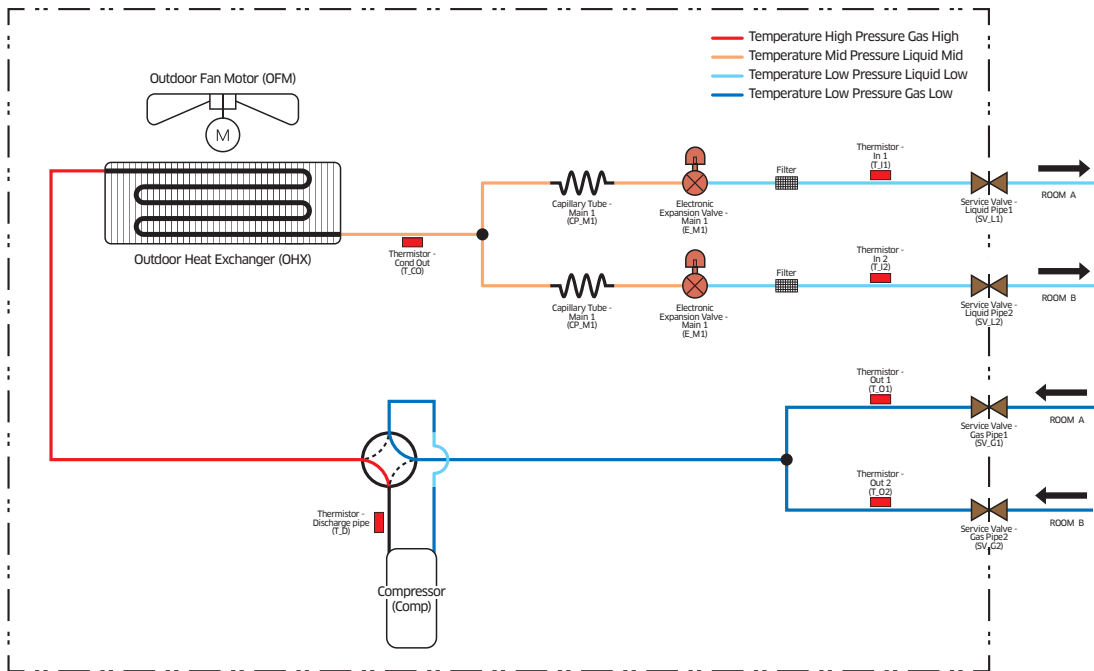 Temperature High Pressure Gas High
Temperature Mid Pressure Liquid Mid
Temperature Low Pressure Liquid Low
Temperature Low Pressure Gas Low
Outdoor Fan Motor (OFM)
M
Outdoor Heat Exchanger (OHX)
Thermistor -
Cond Out
(T_CO)
Capillary Tube -
Main 1
(CP_M1)
Electronic
Expansion Valve -
Main 1
(E_M1)
Filter
Thermistor -
In 1
(T_I1)
Service Valve -
Liquid Pipe1
(SV_L1)
ROOM A
Capillary Tube -
Main 1
(CP_M1)
Electronic
Expansion Valve -
Main 1
(E_M1)
Filter
Thermistor -
In 2
(T_I2)
Service Valve -
Liquid Pipe2
(SV_L2)
ROOM B
Thermistor -
Out 1
(T_O1)
Service Valve -
Gas Pipe1
(SV_G1)
ROOM A
Thermistor -
Out 2
(T_O2)
Service Valve -
Gas Pipe2
(SV_G2)
ROOM B
Thermistor -
Discharge pipe
(T_D)
Compressor
(Comp)